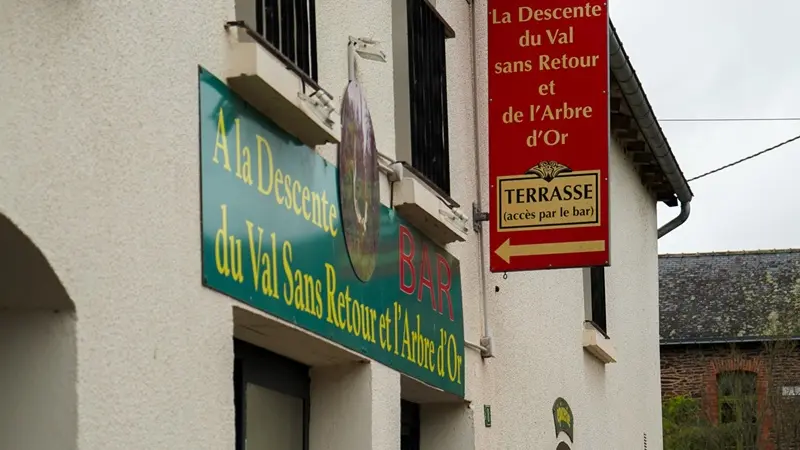 A la Descente
BAR
du Val Sans Retour et l'Arbre d'Or
La Descente
du Val
sans Retour
et
de l'Arbre
d'Or
TERRASSE
(accès par le bar)